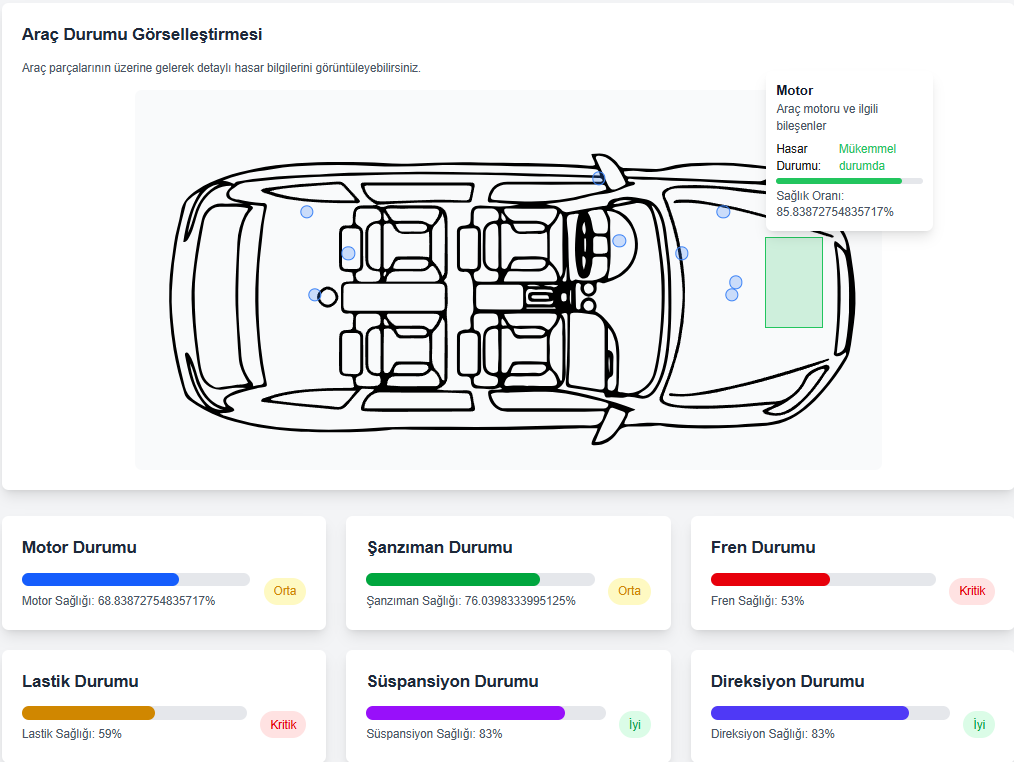 Araç Durumu Görselleştirmesi
Araç parçalarının üzerine gelerek detaylı hasar bilgilerini görüntüleyebilirsiniz.
Motor
Araç motoru ve ilgili
bileşenler
Hasar Mükemmel
Durumu: durumda
Sağlık Oranı:
85.83872754835717%
Motor Durumu
Motor Sağlığı: 68.83872754835717%
Orta
Şanzıman Durumu
Şanzıman Sağlığı: 76.0398333995125%
Orta
Fren Durumu
Fren Sağlığı: 53%
Kritik
Lastik Durumu
Lastik Sağlığı: 59%
Kritik
Süspansiyon Durumu
Süspansiyon Sağlığı: 83%
İyi
Direksiyon Durumu
Direksiyon Sağlığı: 83%
İyi